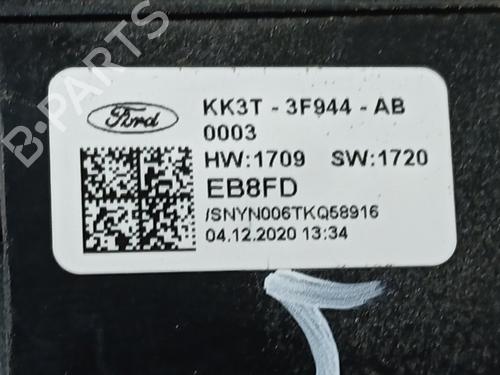 B-PARTS
Ford
KK3T - 3F944 - AB
0003
HW:1709 SW:1720
EB8FD
/SNYN006TKQ58916
04.12.2020 13:34